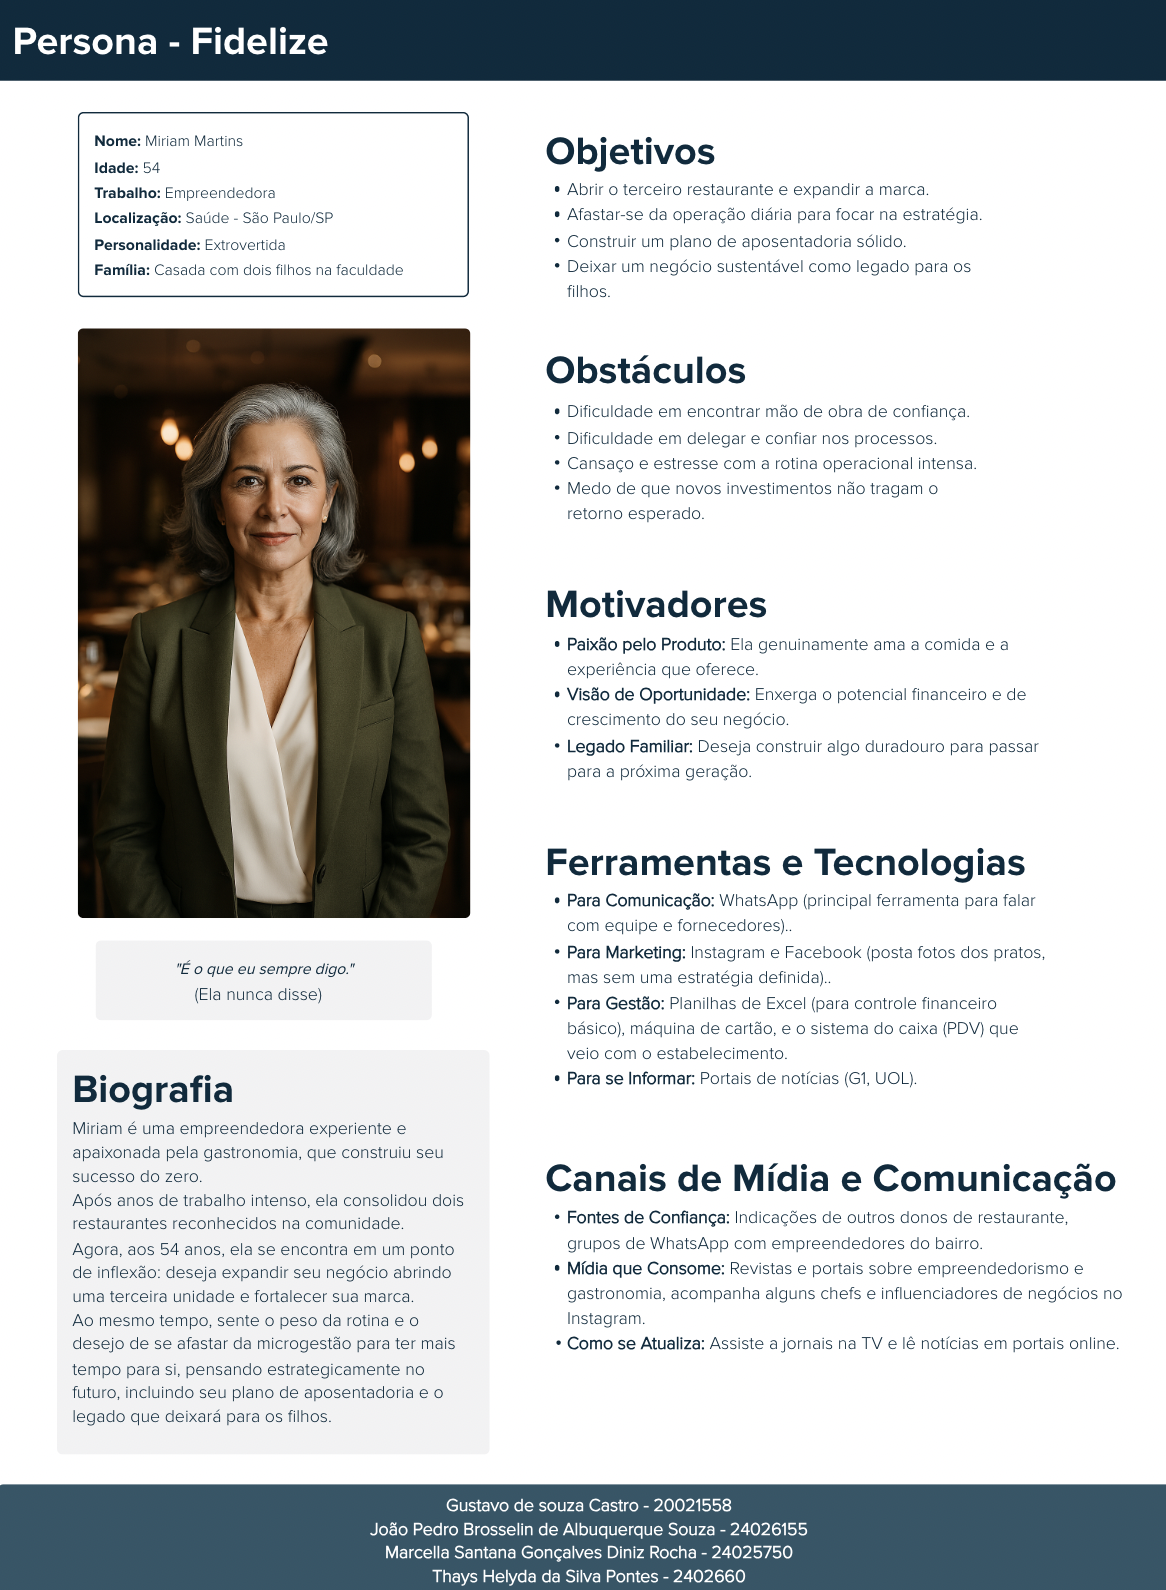 Persona - Fidelize
Nome: Miriam Martins
Idade: 54
Trabalho: Empreendedora
Localização: Saúde - São Paulo/SP
Personalidade: Extrovertida
Família: Casada com dois filhos na faculdade
"É o que eu sempre digo."
(Ela nunca disse)
Biografia
Miriam é uma empreendedora experiente e
apaixonada pela gastronomia, que construiu seu
sucesso do zero.
Após anos de trabalho intenso, ela consolidou dois
restaurantes reconhecidos na comunidade.
Agora, aos 54 anos, ela se encontra em um ponto
de inflexão: deseja expandir seu negócio abrindo
uma terceira unidade e fortalecer sua marca.
Ao mesmo tempo, sente o peso da rotina e o
desejo de se afastar da microgestão para ter mais
tempo para si, pensando estrategicamente no
futuro, incluindo seu plano de aposentadoria e o
legado que deixará para os filhos.
Objetivos
• Abrir o terceiro restaurante e expandir a marca.
• Afastar-se da operação diária para focar na estratégia.
• Construir um plano de aposentadoria sólido.
• Deixar um negócio sustentável como legado para os
filhos.
Obstáculos
• Dificuldade em encontrar mão de obra de confiança.
• Dificuldade em delegar e confiar nos processos.
• Cansaço e estresse com a rotina operacional intensa.
• Medo de que novos investimentos não tragam o
retorno esperado.
Motivadores
• Paixão pelo Produto: Ela genuinamente ama a comida e a
experiência que oferece.
• Visão de Oportunidade: Enxerga o potencial financeiro e de
crescimento do seu negócio.
• Legado Familiar: Deseja construir algo duradouro para passar
para a próxima geração.
Ferramentas e Tecnologias
• Para Comunicação: WhatsApp (principal ferramenta para falar
com equipe e fornecedores)..
• Para Marketing: Instagram e Facebook (posta fotos dos pratos,
mas sem uma estratégia definida)..
• Para Gestão: Planilhas de Excel (para controle financeiro
básico), máquina de cartão, e o sistema do caixa (PDV) que
veio com o estabelecimento.
• Para se Informar: Portais de notícias (G1, UOL).
Canais de Mídia e Comunicação
• Fontes de Confiança: Indicações de outros donos de restaurante,
grupos de WhatsApp com empreendedores do bairro.
• Mídia que Consome: Revistas e portais sobre empreendedorismo e
gastronomia, acompanha alguns chefs e influenciadores de negócios no
Instagram.
• Como se Atualiza: Assiste a jornais na TV e lê notícias em portais online.
Gustavo de souza Castro - 20021558
João Pedro Brosselin de Albuquerque Souza - 24026155
Marcella Santana Gonçalves Diniz Rocha - 24025750
Thays Helyda da Silva Pontes - 2402660